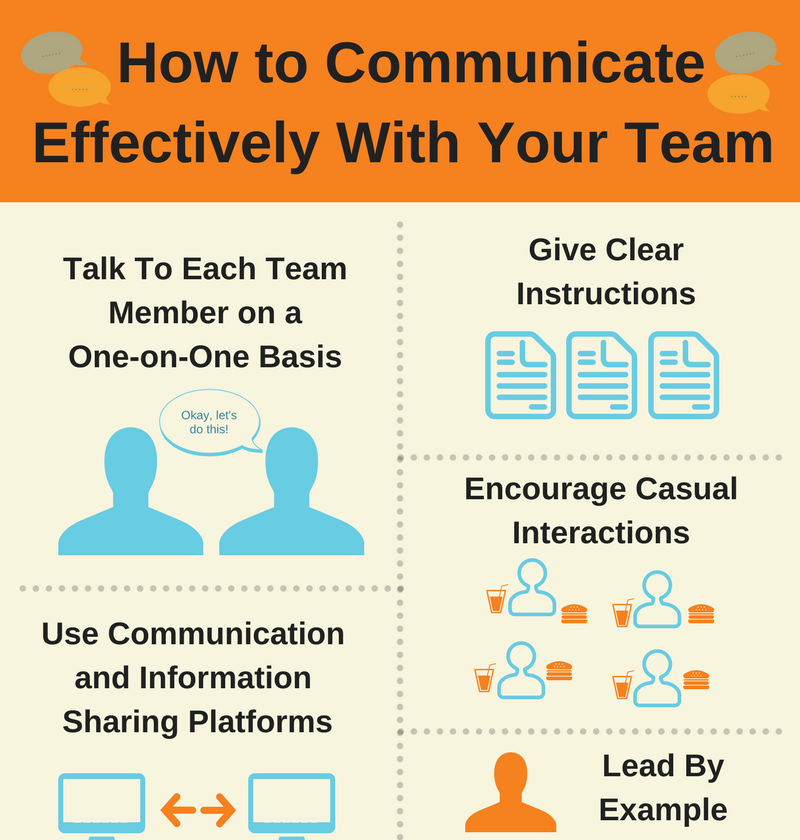 How to Communicate
Effectively With Your Team
Talk To Each Team
Member on a
One-on-One Basis
Okay, let's
do this!
Use Communication
and Information
Sharing Platforms
Give Clear
Instructions
Encourage Casual
Interactions
Lead By
Example